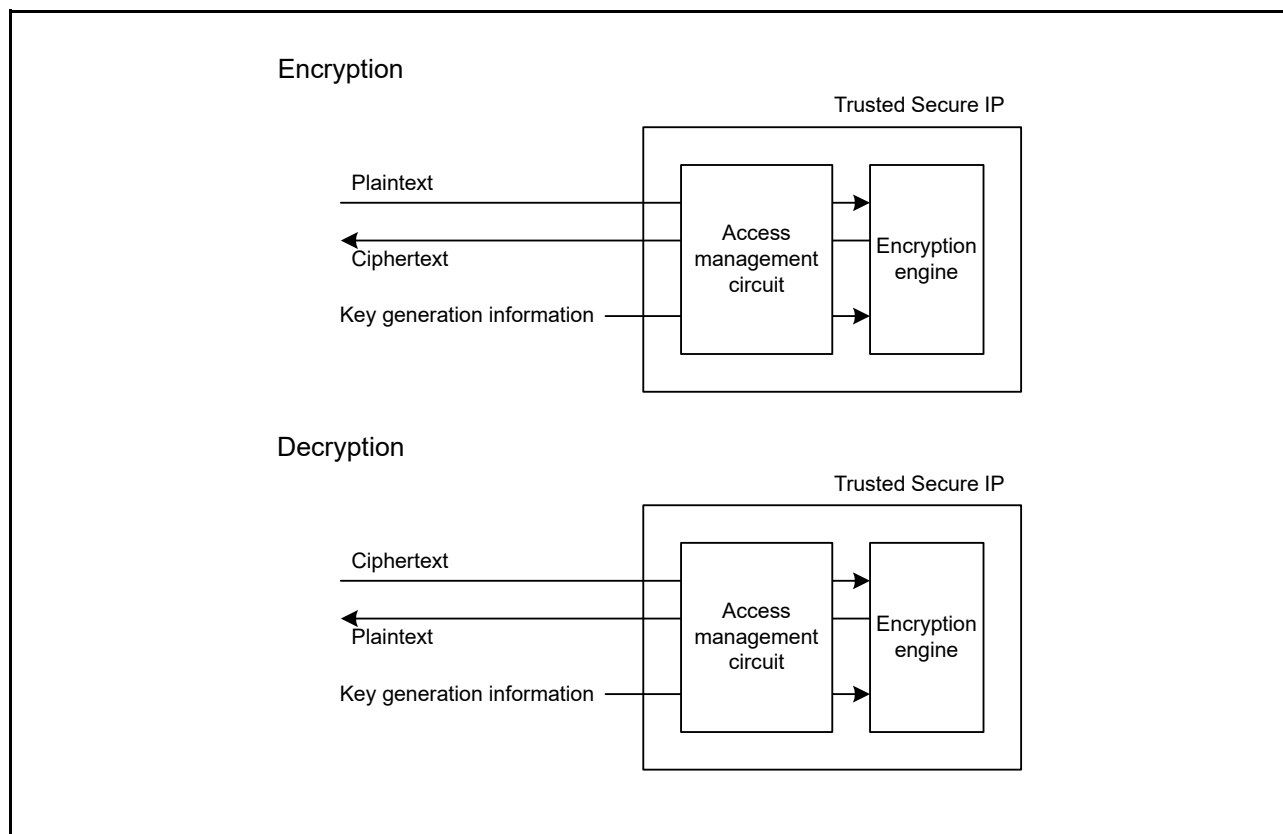 Encryption
Trusted Secure IP
Plaintext
Ciphertext
Key generation information
Access
management
circuit
Encryption
engine
Decryption
Trusted Secure IP
Ciphertext
Plaintext
Key generation information
Access
management
circuit
Encryption
engine